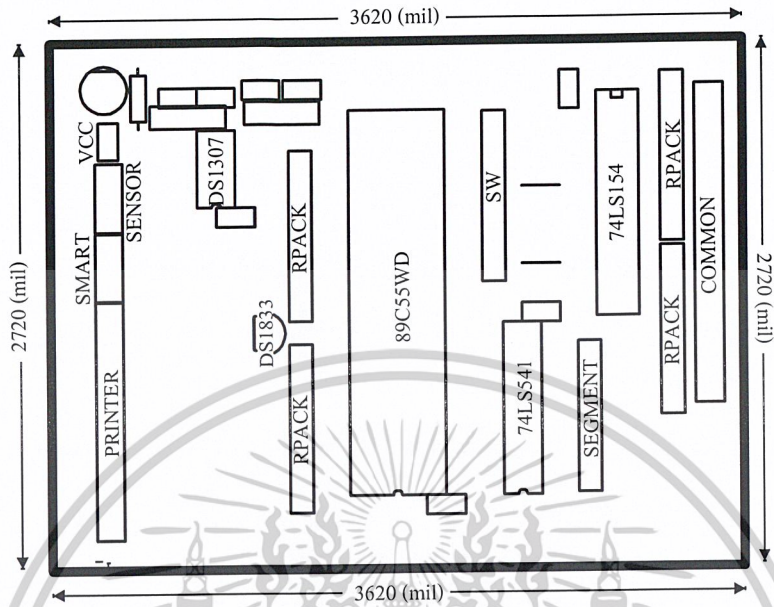 3620 (mil)
2720 (mil)
VCC
SENSOR
SMART
PRINTER
DS1307
RPACK
DS1833
RPACK
89C55WD
SW
74LS541
SEGMENT
74LS154
RPACK
RPACK
COMMON
2720 (mil)
3620 (mil)